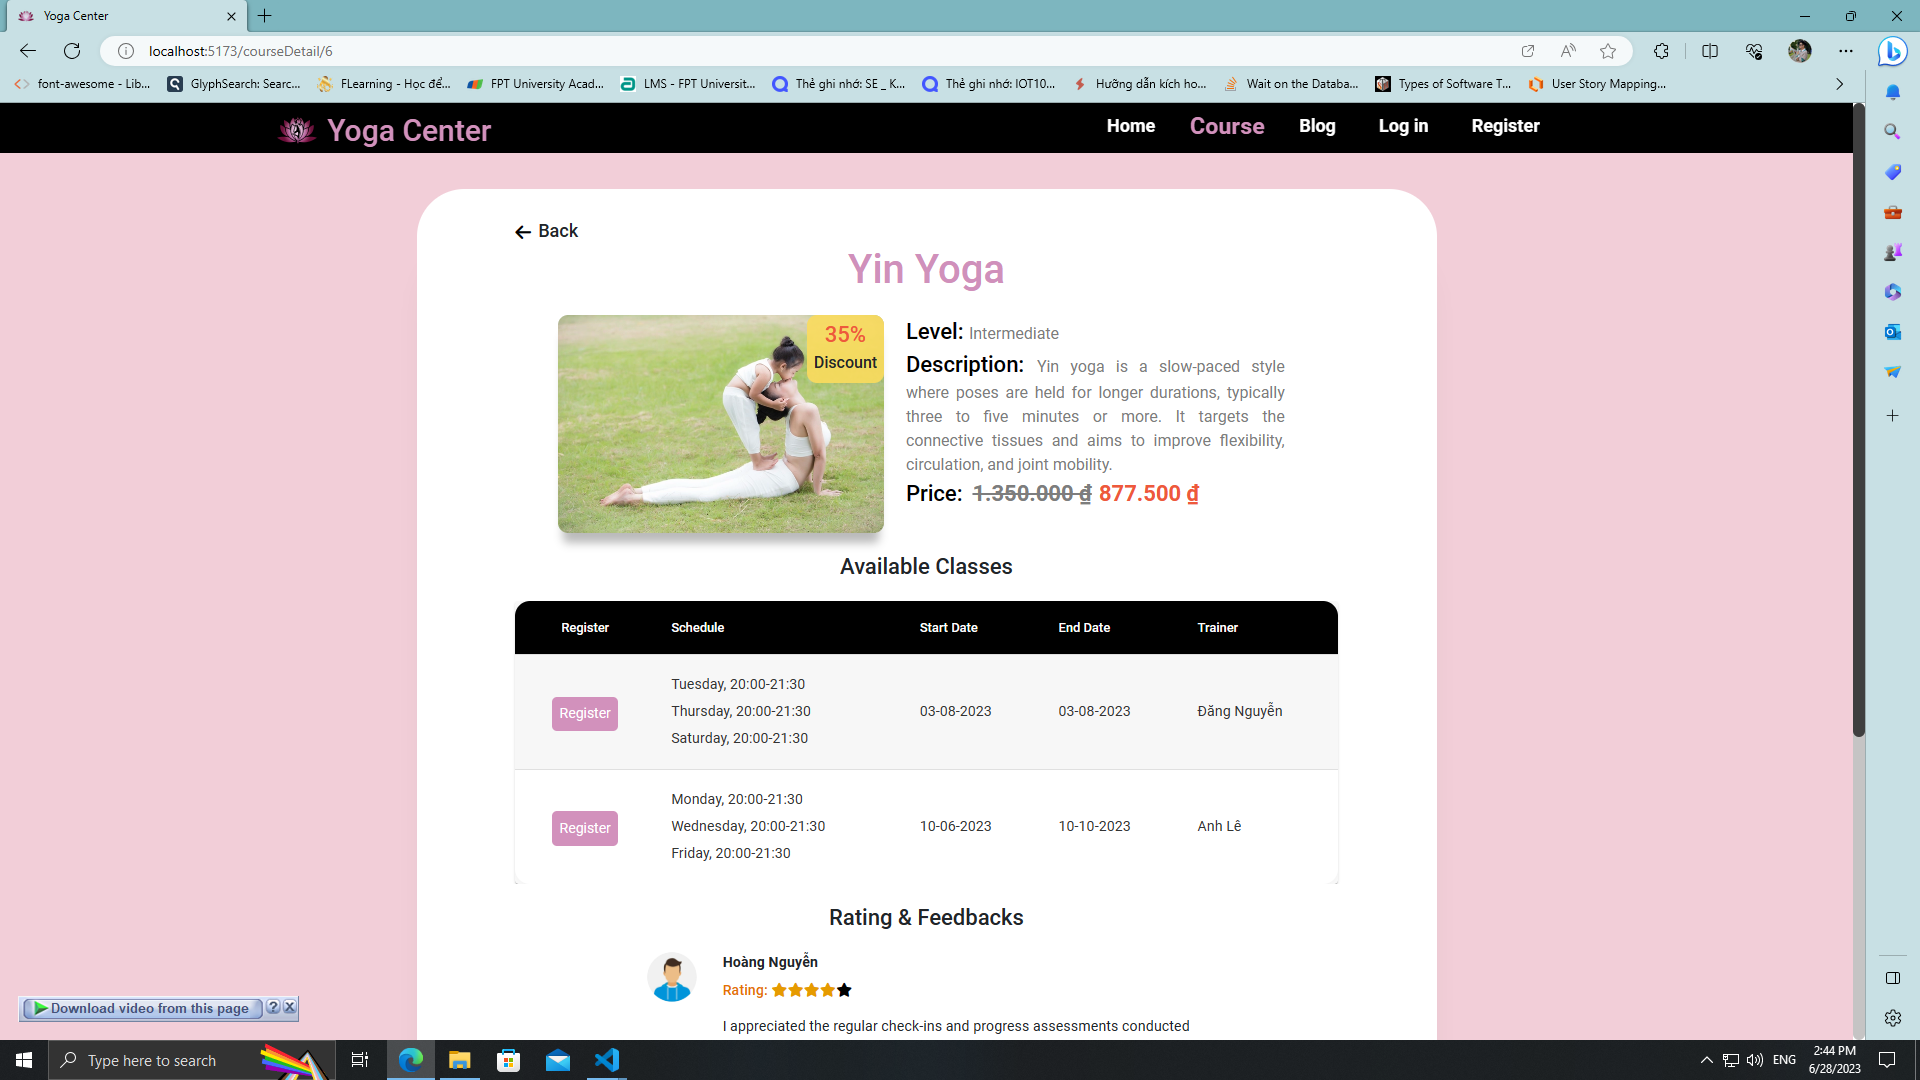 Yoga Center
localhost:5173/courseDetail/6
font-awesome - Lib...
GlyphSearch: Searc...
FLearning - Học để...
FPT University Acad...
LMS - FPT Universit...
Thẻ ghi nhớ: SE _ K...
Thẻ ghi nhớ: IOT10...
Hướng dẫn kích ho...
Wait on the Databa...
Types of Software T...
User Story Mapping...
Yoga Center
Home
Course
Blog
Log in
Register
Back
Yin Yoga
35%
Discount
Level: Intermediate
Description: Yin yoga is a slow-paced style
where poses are held for longer durations, typically
three to five minutes or more. It targets the
connective tissues and aims to improve flexibility,
circulation, and joint mobility.
Price: 1.350.000 ₫ 877.500 ₫
Available Classes
Register Schedule Start Date End Date Trainer
Tuesday, 20:00-21:30
Register Thursday, 20:00-21:30 03-08-2023 03-08-2023 Đăng Nguyễn
Saturday, 20:00-21:30
Monday, 20:00-21:30
Register Wednesday, 20:00-21:30 10-06-2023 10-10-2023 Anh Lê
Friday, 20:00-21:30
Rating & Feedbacks
Hoàng Nguyễn
Rating:
I appreciated the regular check-ins and progress assessments conducted
Download video from this page
Type here to search
ENG
2:44 PM
6/28/2023